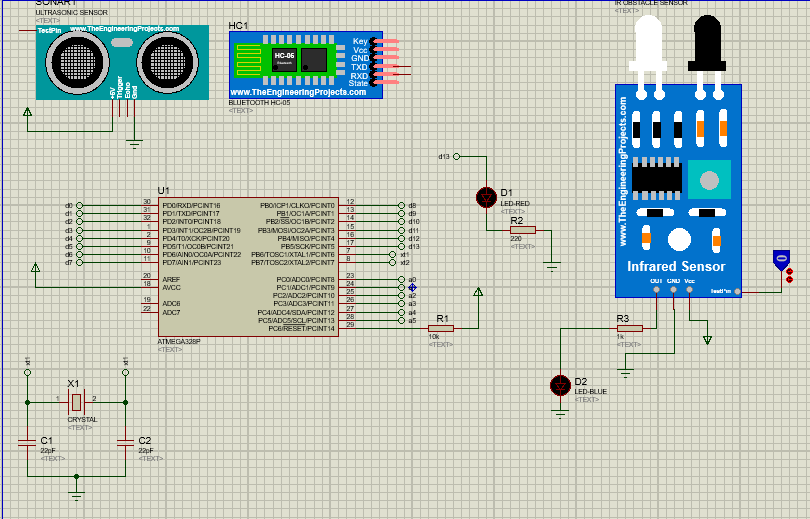 SONAR1
ULTRASONIC SENSOR
<TEXT>
TestPin
www.TheEngineeringProjects.com
+5V
Trigger
Echo
Gnd
HC1
HC-05
Bluetooth
Key
Vcc
GND
TXD
RXD
State
www.TheEngineeringProjects.com
BLUETOOTH HC-05
<TEXT>
IR OBSTACLE SENSOR
<TEXT>
www.TheEngineeringProjects.com
Infrared Sensor
OUT GND Vcc
TestPin
0
d13
D1
LED-RED
<TEXT>
R2
220
<TEXT>
U1
d0 30 PD0/RXD/PCINT16 PB0/ICP1/CLKO/PCINT0 12 d8
d1 31 PD1/TXD/PCINT17 PB1/OC1A/PCINT1 13 d9
d2 32 PD2/INT0/PCINT18 PB2/SS/OC1B/PCINT2 14 d10
d3 1 PD3/INT1/OC2B/PCINT19 PB3/MOSI/OC2A/PCINT3 15 d11
d4 2 PD4/T0/XCK/PCINT20 PB4/MISO/PCINT4 16 d12
d5 9 PD5/T1/OC0B/PCINT21 PB5/SCK/PCINT5 17 d13
d6 10 PD6/AIN0/OC0A/PCINT22 PB6/TOSC1/XTAL1/PCINT6 7 xt1
d7 11 PD7/AIN1/PCINT23 PB7/TOSC2/XTAL2/PCINT7 8 xt2
20 AREF PC0/ADC0/PCINT8 23 a0
18 AVCC PC1/ADC1/PCINT9 24
PC2/ADC2/PCINT10 25 a2
19 ADC6 PC3/ADC3/PCINT11 26 a3
22 ADC7 PC4/ADC4/SDA/PCINT12 27 a4
PC5/ADC5/SCL/PCINT13 28 a5
PC6/RESET/PCINT14 29
ATMEGA328P
<TEXT>
R1
10k
<TEXT>
R3
1k
<TEXT>
D2
LED-BLUE
<TEXT>
xt1
xt1
X1
1 2
CRYSTAL
<TEXT>
C1
22pF
<TEXT>
C2
22pF
<TEXT>